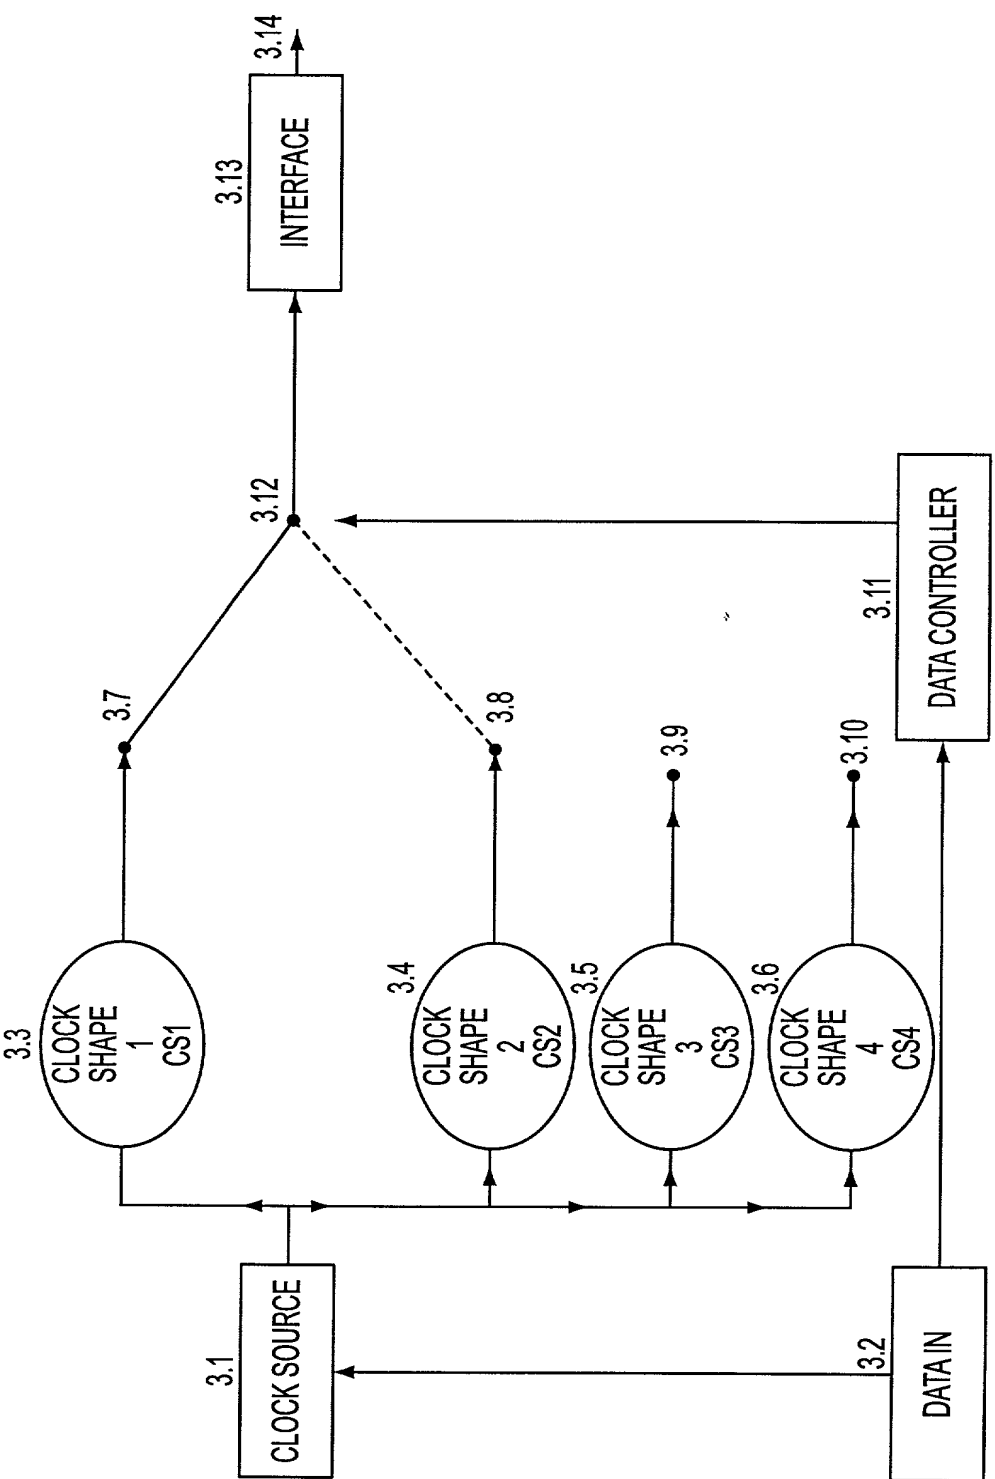 3.1
CLOCK SOURCE
3.2
DATA IN
3.3
CLOCK
SHAPE
1
CS1
3.4
CLOCK
SHAPE
2
CS2
3.5
CLOCK
SHAPE
3
CS3
3.6
CLOCK
SHAPE
4
CS4
3.7
3.8
3.9
3.10
3.11
DATA CONTROLLER
3.12
3.13
INTERFACE
3.14